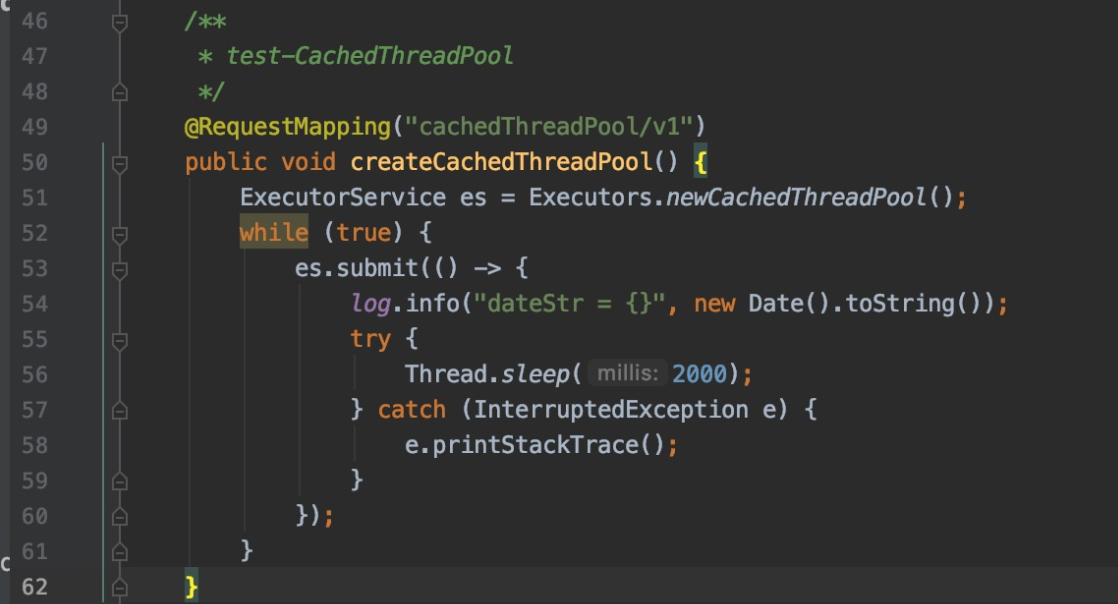 46 /**
47 * test-CachedThreadPool
48 */
49 @RequestMapping("cachedThreadPool/v1")
50 public void createCachedThreadPool() {
51 ExecutorService es = Executors.newCachedThreadPool();
52 while (true) {
53 es.submit(() -> {
54 log.info("dateStr = {}", new Date().toString());
55 try {
56 Thread.sleep( millis: 2000);
57 } catch (InterruptedException e) {
58 e.printStackTrace();
59 }
60 });
61 }
62 }